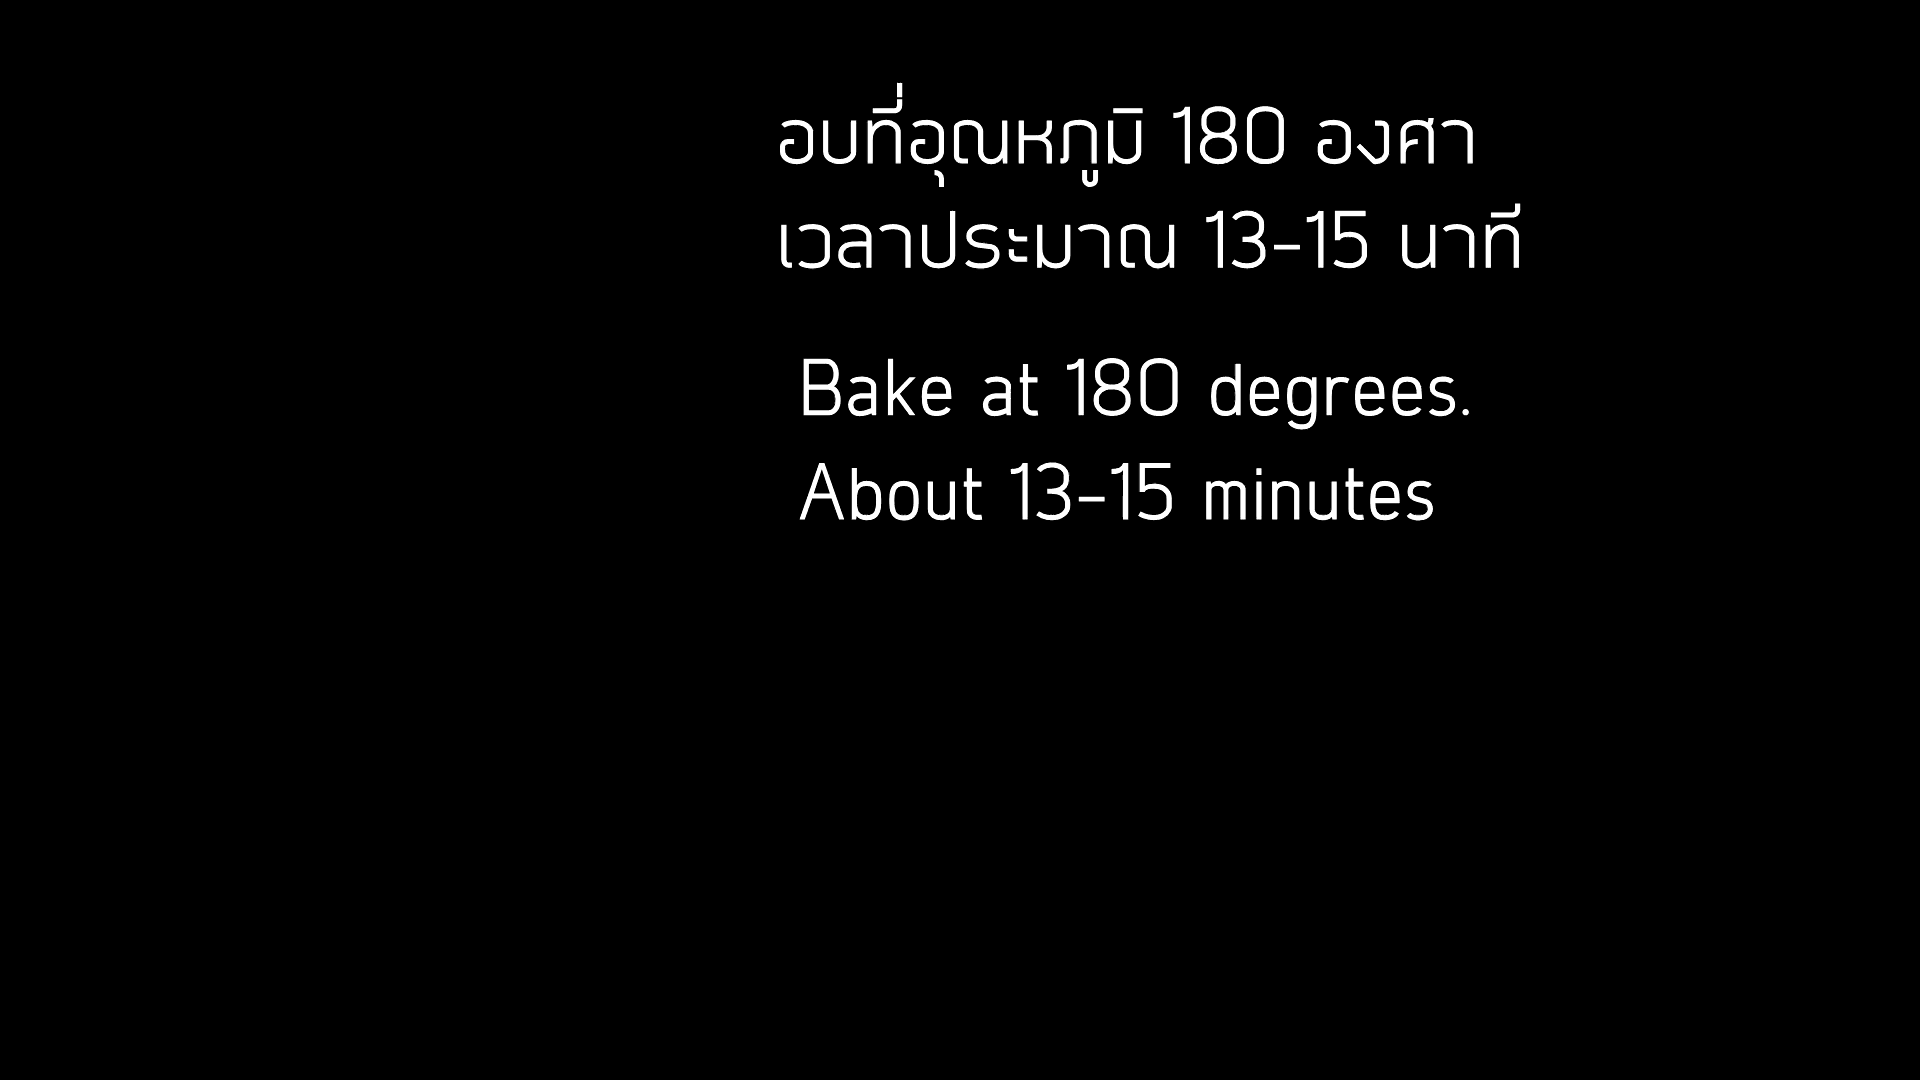 อบที่อุณหภูมิ 180 องศา
เวลาประมาณ 13-15 นาที
Bake at 180 degrees.
About 13-15 minutes